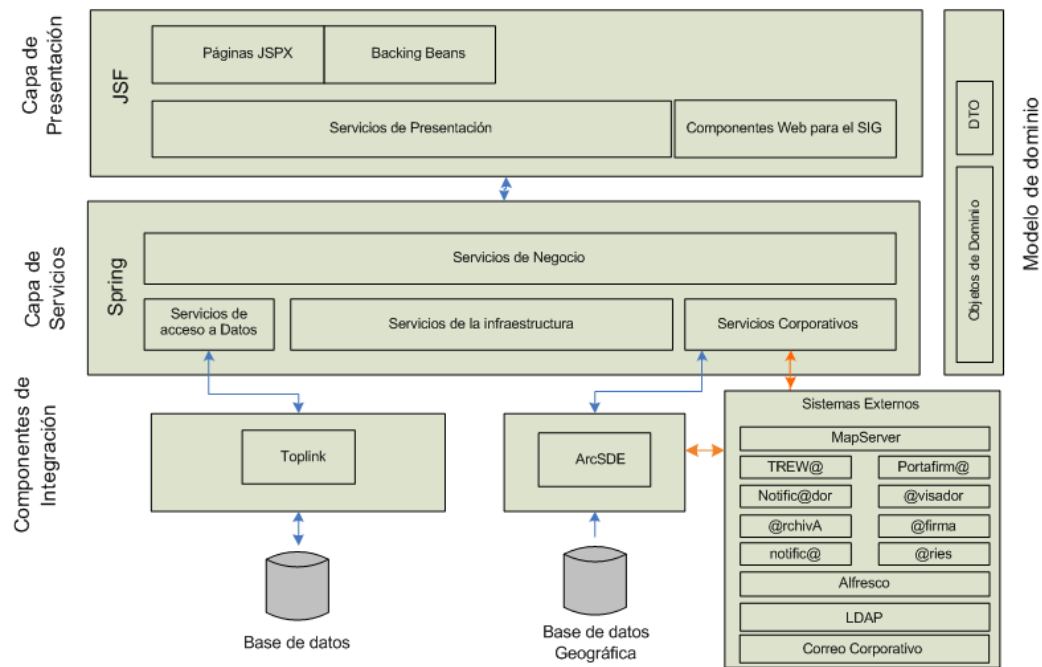 Capa de
Presentación
JSF
Páginas JSPX
Backing Beans
Servicios de Presentación
Componentes Web para el SIG
DTO
Objetos de Dominio
Modelo de dominio
Capa de
Servicios
Spring
Servicios de Negocio
Servicios de
acceso a Datos
Servicios de la infraestructura
Servicios Corporativos
Componentes de
Integración
Toplink
ArcSDE
Base de datos
Base de datos
Geográfica
Sistemas Externos
MapServer
TREW@
Portafirm@
Notific@dor
@visador
@rchivA
@firma
notific@
@ries
Alfresco
LDAP
Correo Corporativo